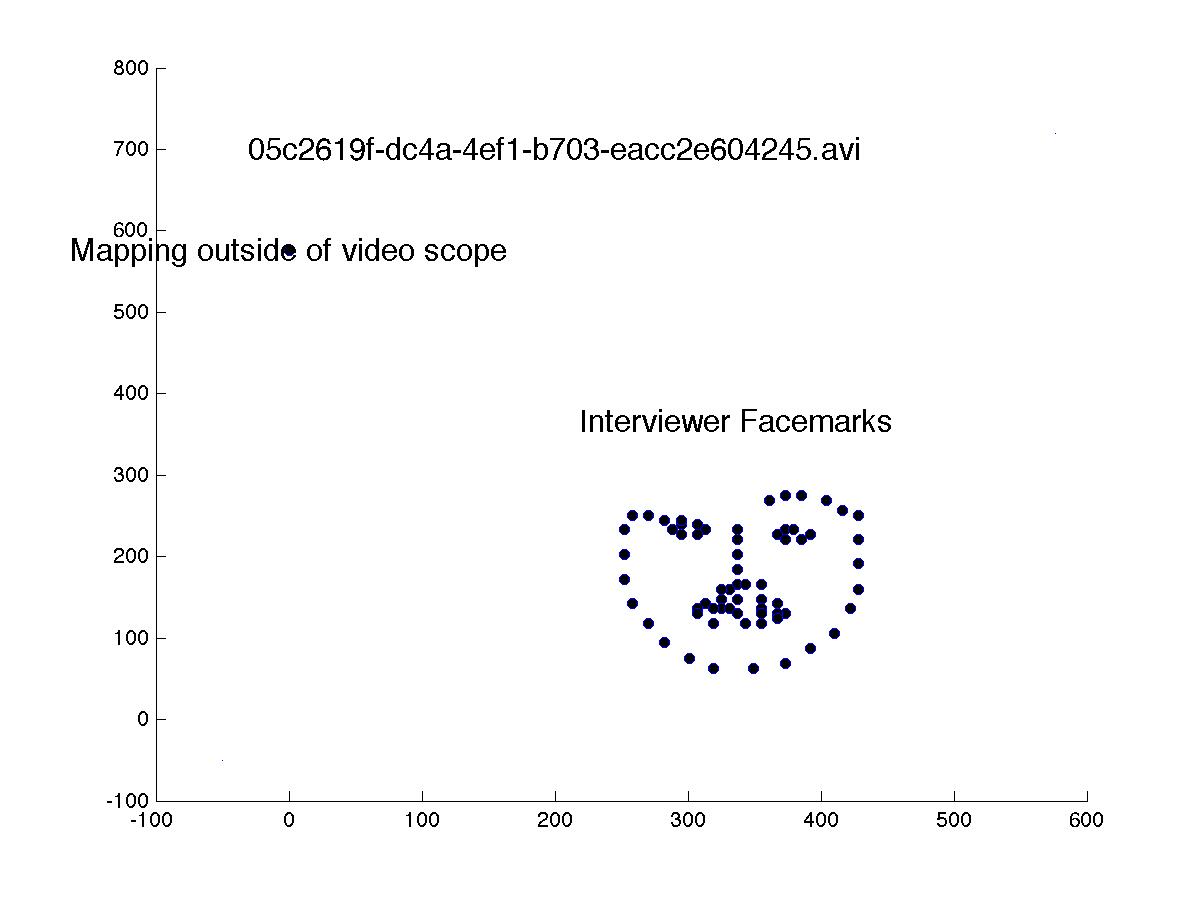 800
700
05c2619f-dc4a-4ef1-b703-eacc2e604245.avi
600
Mapping outside of video scope
500
400
Interviewer Facemarks
300
200
100
0
-100
-100 0 100 200 300 400 500 600